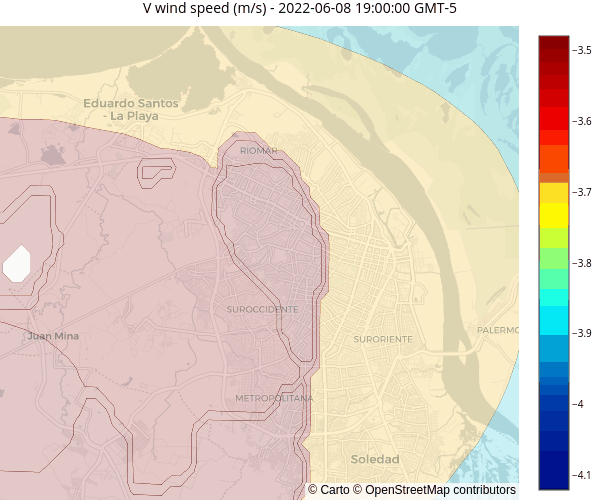 V wind speed (m/s) - 2022-06-08 19:00:00 GMT-5
−3.5
Eduardo Santos
- La Playa
−3.6
RIOMAR
−3.7
−3.8
SUROCCIDENTE
PALERMO
−3.9
Juan Mina
SURORIENTE
METROPOLITANA
−4
Soledad
−4.1
© Carto © OpenStreetMap contributors